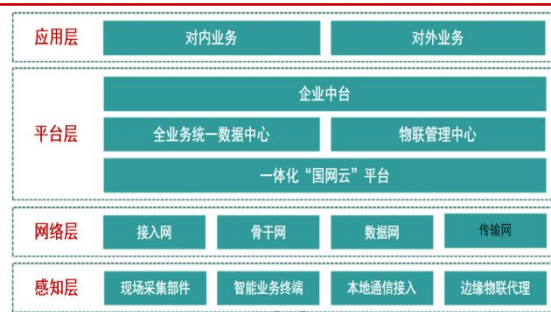 应用层 对内业务 对外业务
企业中台
平台层 全业务统一数据中心 物联管理中心
一体化“国网云”平台
网络层 接入网 骨干网 数据网 传输网
感知层 现场采集部件 智能业务终端 本地通信接入 边缘物联代理